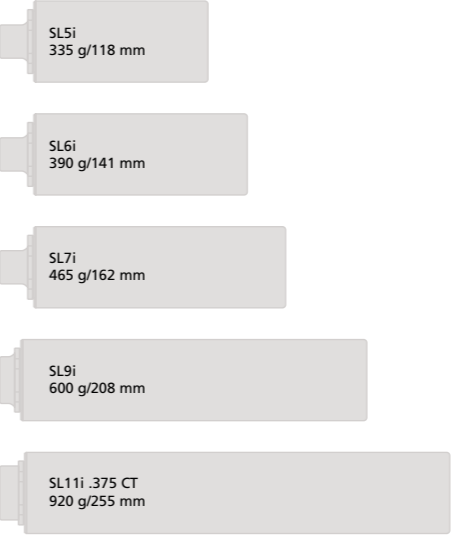 SL5i
335 g/118 mm
SL6i
390 g/141 mm
SL7i
465 g/162 mm
SL9i
600 g/208 mm
SL11i .375 CT
920 g/255 mm